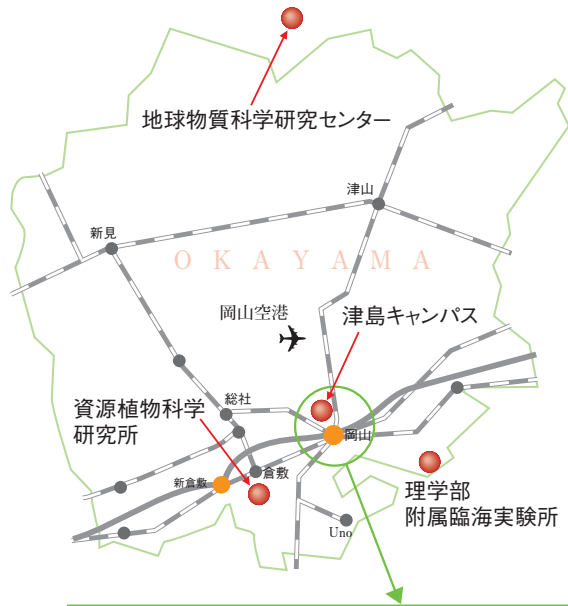 地球物質科学研究センター
津山
新見
OKAYAMA
岡山空港
津島キャンパス
資源植物科学
研究所
総社
岡山
倉敷
新倉敷
理学部
附属臨海実験所
Uno